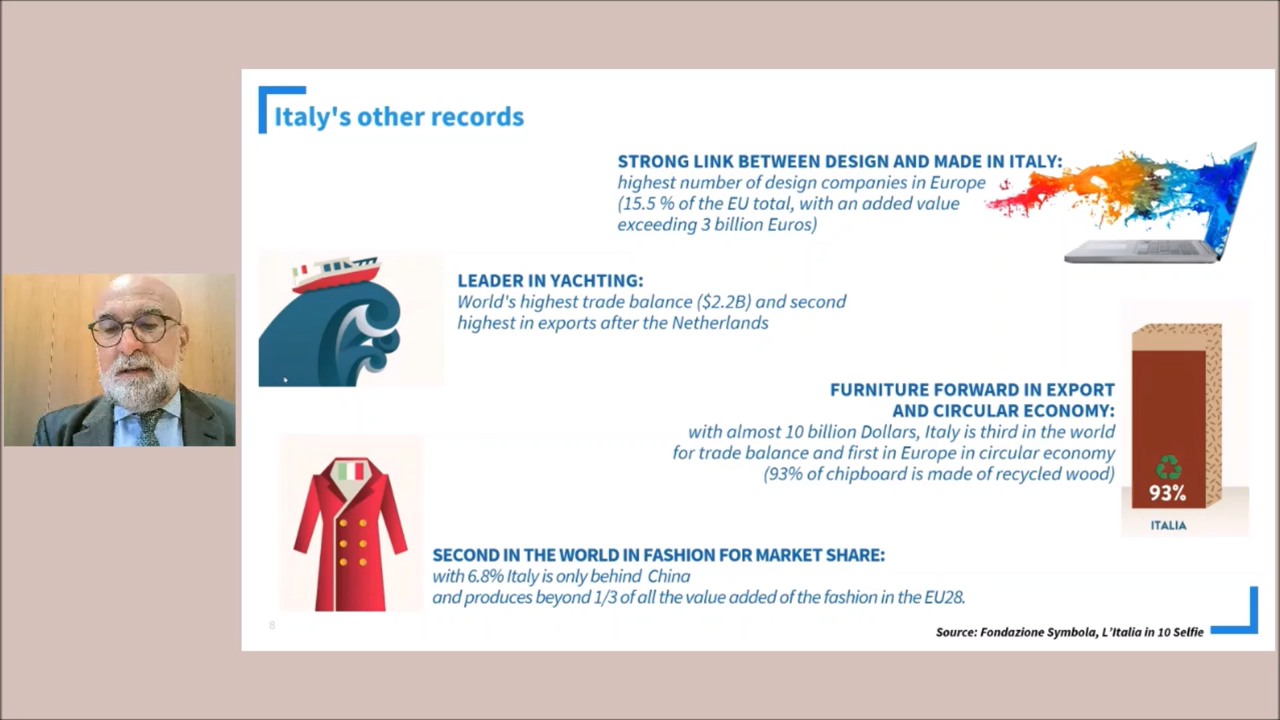 Italy's other records
STRONG LINK BETWEEN DESIGN AND MADE IN ITALY:
highest number of design companies in Europe
(15.5 % of the EU total, with an added value
exceeding 3 billion Euros)
LEADER IN YACHTING:
World's highest trade balance ($2.2B) and second
highest in exports after the Netherlands
FURNITURE FORWARD IN EXPORT
AND CIRCULAR ECONOMY:
with almost 10 billion Dollars, Italy is third in the world
for trade balance and first in Europe in circular economy
(93% of chipboard is made of recycled wood)
93%
ITALIA
SECOND IN THE WORLD IN FASHION FOR MARKET SHARE:
with 6.8% Italy is only behind China
and produces beyond 1/3 of all the value added of the fashion in the EU28.
8
Source: Fondazione Symbola, L'Italia in 10 Selfie